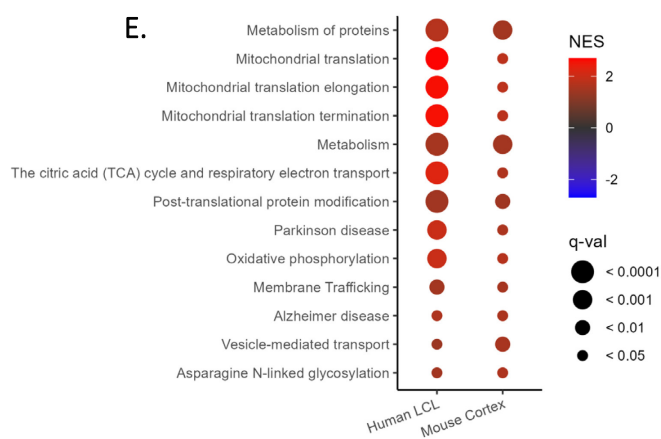 E.
Metabolism of proteins
Mitochondrial translation
Mitochondrial translation elongation
Mitochondrial translation termination
Metabolism
The citric acid (TCA) cycle and respiratory electron transport
Post-translational protein modification
Parkinson disease
Oxidative phosphorylation
Membrane Trafficking
Alzheimer disease
Vesicle-mediated transport
Asparagine N-linked glycosylation
Human LCL
Mouse Cortex
NES
2
0
-2
q-val
< 0.0001
< 0.001
< 0.01
< 0.05